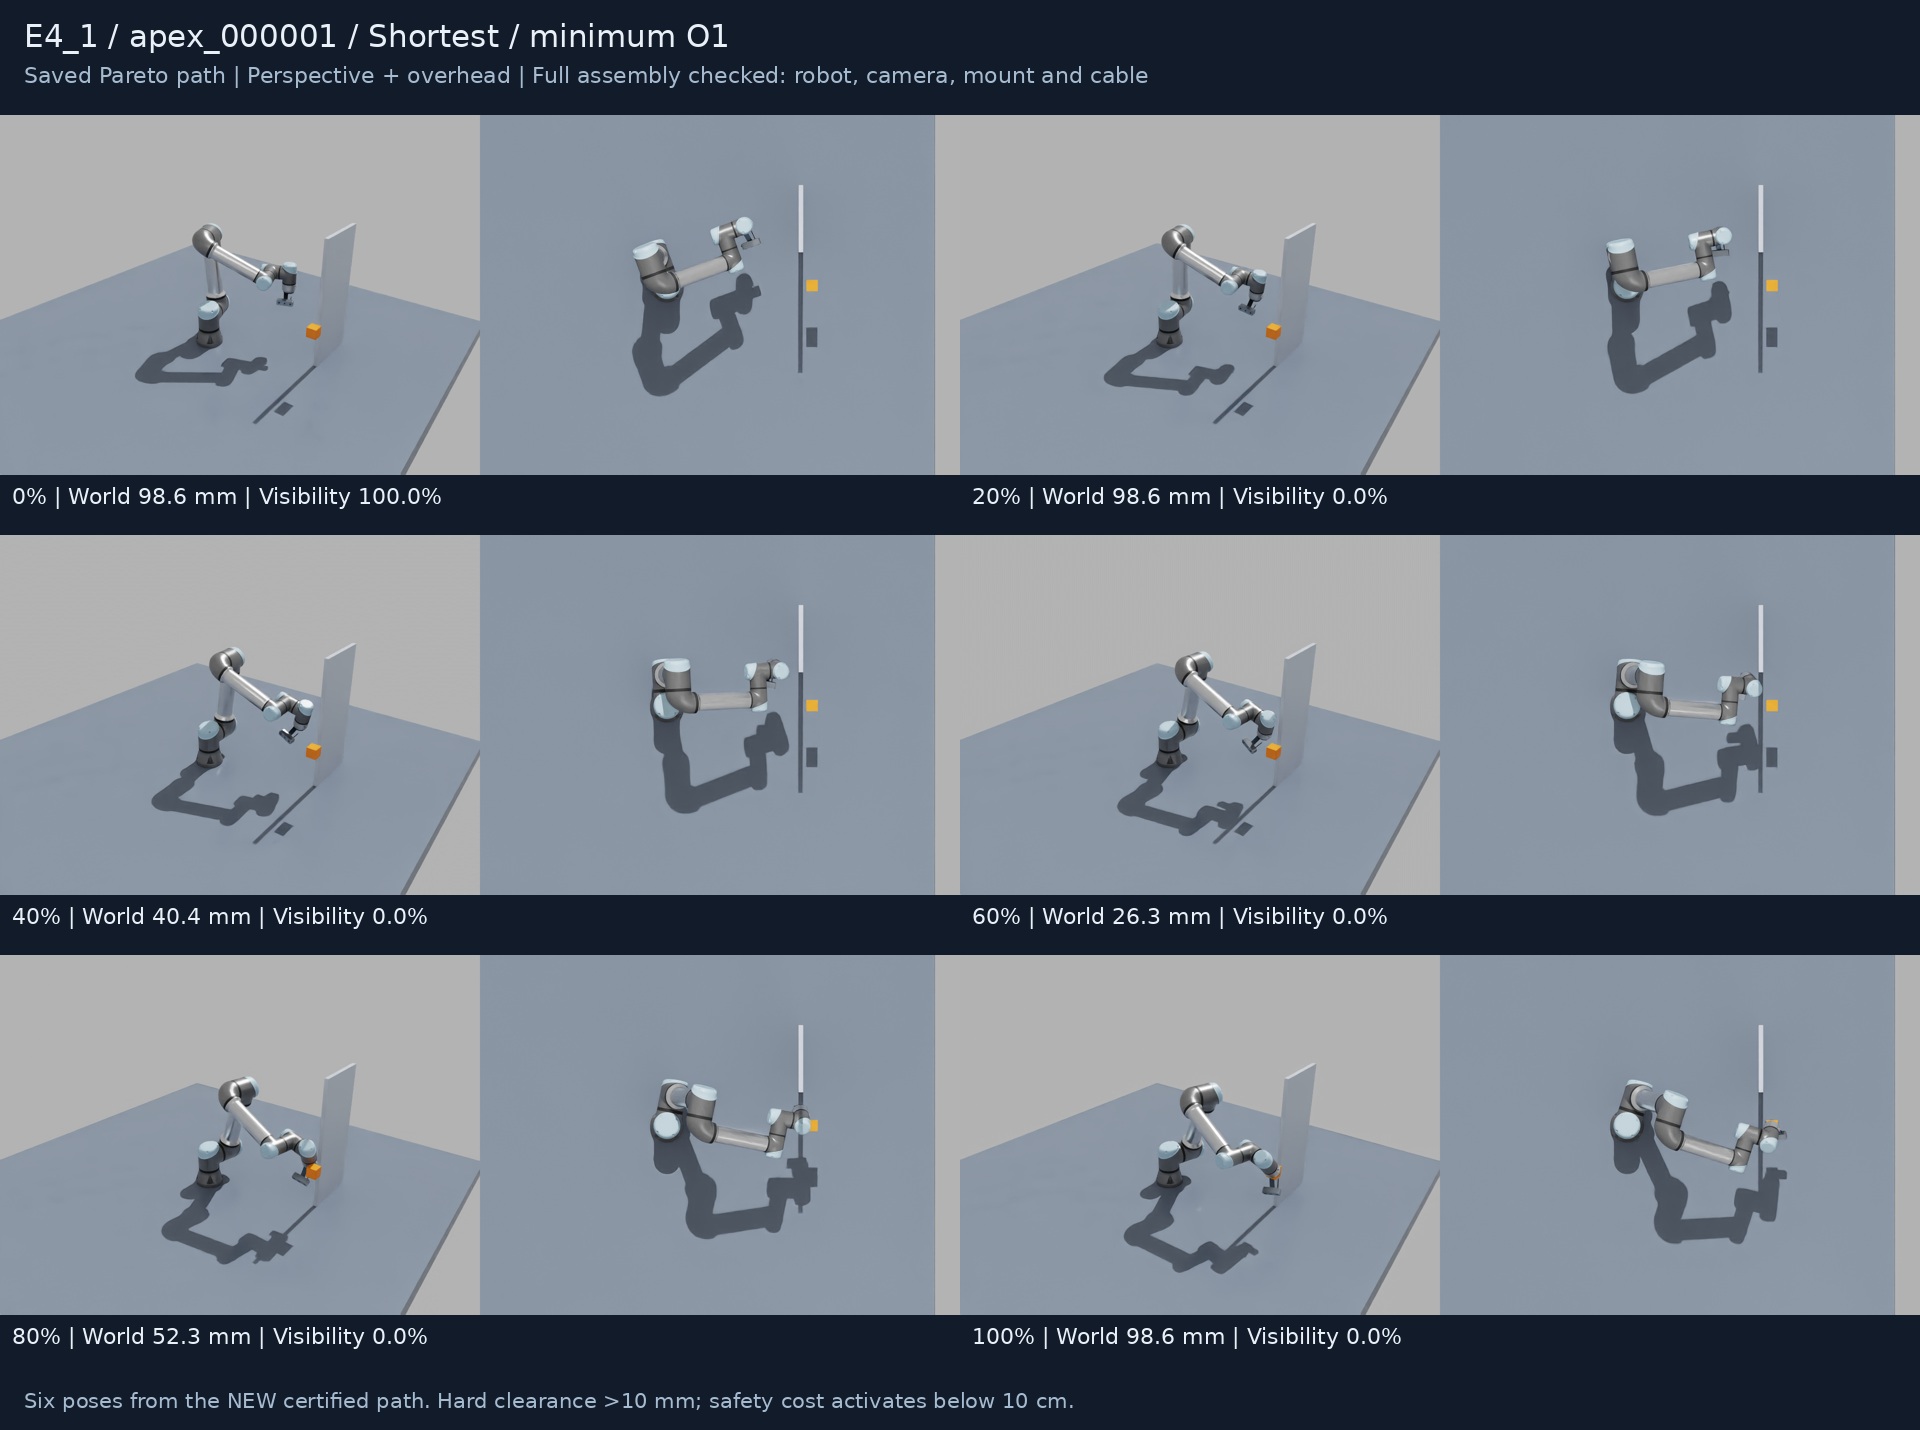 E4_1 / apex_000001 / Shortest / minimum O1
Saved Pareto path | Perspective + overhead | Full assembly checked: robot, camera, mount and cable
0% | World 98.6 mm | Visibility 100.0%
20% | World 98.6 mm | Visibility 0.0%
40% | World 40.4 mm | Visibility 0.0%
60% | World 26.3 mm | Visibility 0.0%
80% | World 52.3 mm | Visibility 0.0%
100% | World 98.6 mm | Visibility 0.0%
Six poses from the NEW certified path. Hard clearance >10 mm; safety cost activates below 10 cm.